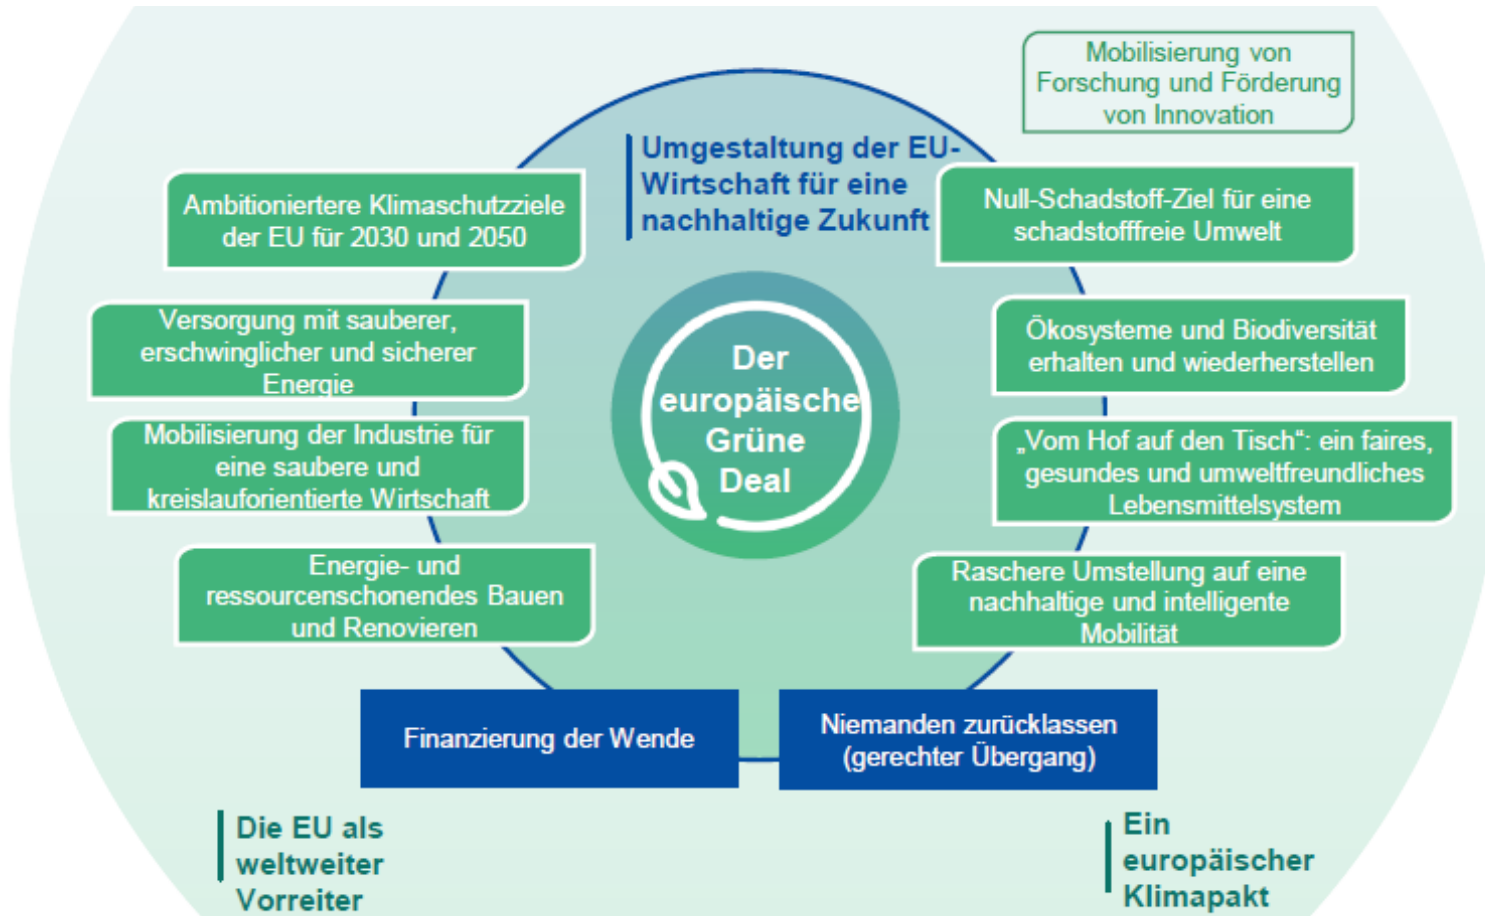 Mobilisierung von
Forschung und Förderung
von Innovation
Umgestaltung der EU-
Wirtschaft für eine
nachhaltige Zukunft
Ambitioniertere Klimaschutzziele
der EU für 2030 und 2050
Null-Schadstoff-Ziel für eine
schadstofffreie Umwelt
Versorgung mit sauberer,
erschwinglicher und sicherer
Energie
Ökosysteme und Biodiversität
erhalten und wiederherstellen
Der
europäische
Grüne
Deal
Mobilisierung der Industrie für
eine saubere und
kreislauforientierte Wirtschaft
„Vom Hof auf den Tisch“: ein faires,
gesundes und umweltfreundliches
Lebensmittelsystem
Energie- und
ressourcenschonendes Bauen
und Renovieren
Raschere Umstellung auf eine
nachhaltige und intelligente
Mobilität
Finanzierung der Wende
Niemanden zurücklassen
(gerechter Übergang)
Die EU als
weltweiter
Vorreiter
Ein
europäischer
Klimapakt